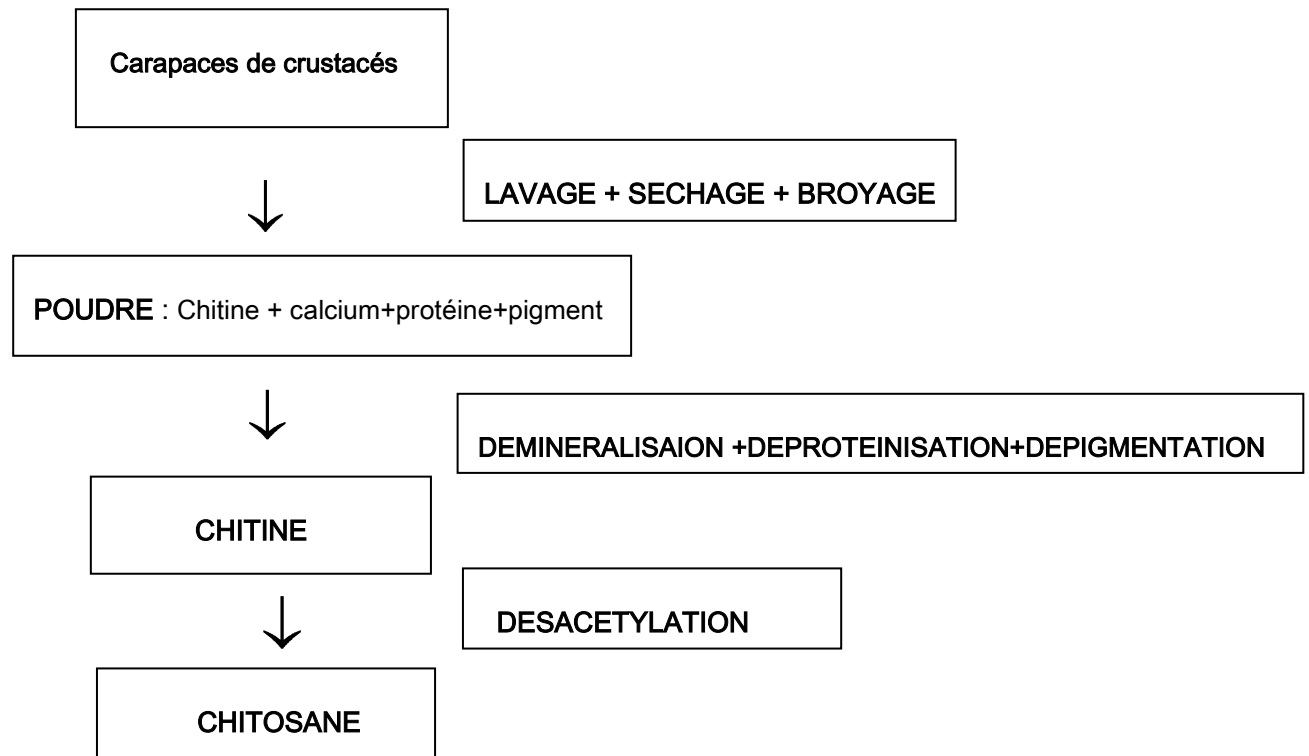 Carapaces de crustacés
LAVAGE + SECHAGE + BROYAGE
POUDRE : Chitine + calcium+protéine+pigment
DEMINERALISAION +DEPROTEINISATION+DEPIGMENTATION
CHITINE
DESACETYLATION
CHITOSANE